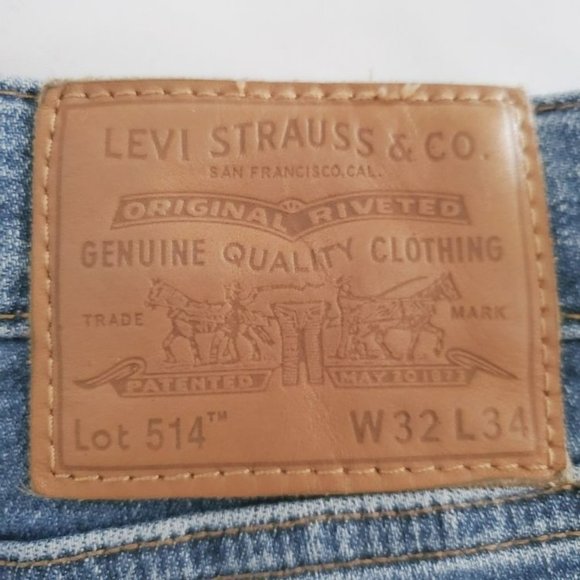 LEVI STRAUSS & CO.
SAN FRANCISCO, CAL.
ORIGINAL RIVETED
GENUINE QUALITY CLOTHING
TRADE MARK
PATENTED MAY 20 1873
Lot 514™ W32 L34